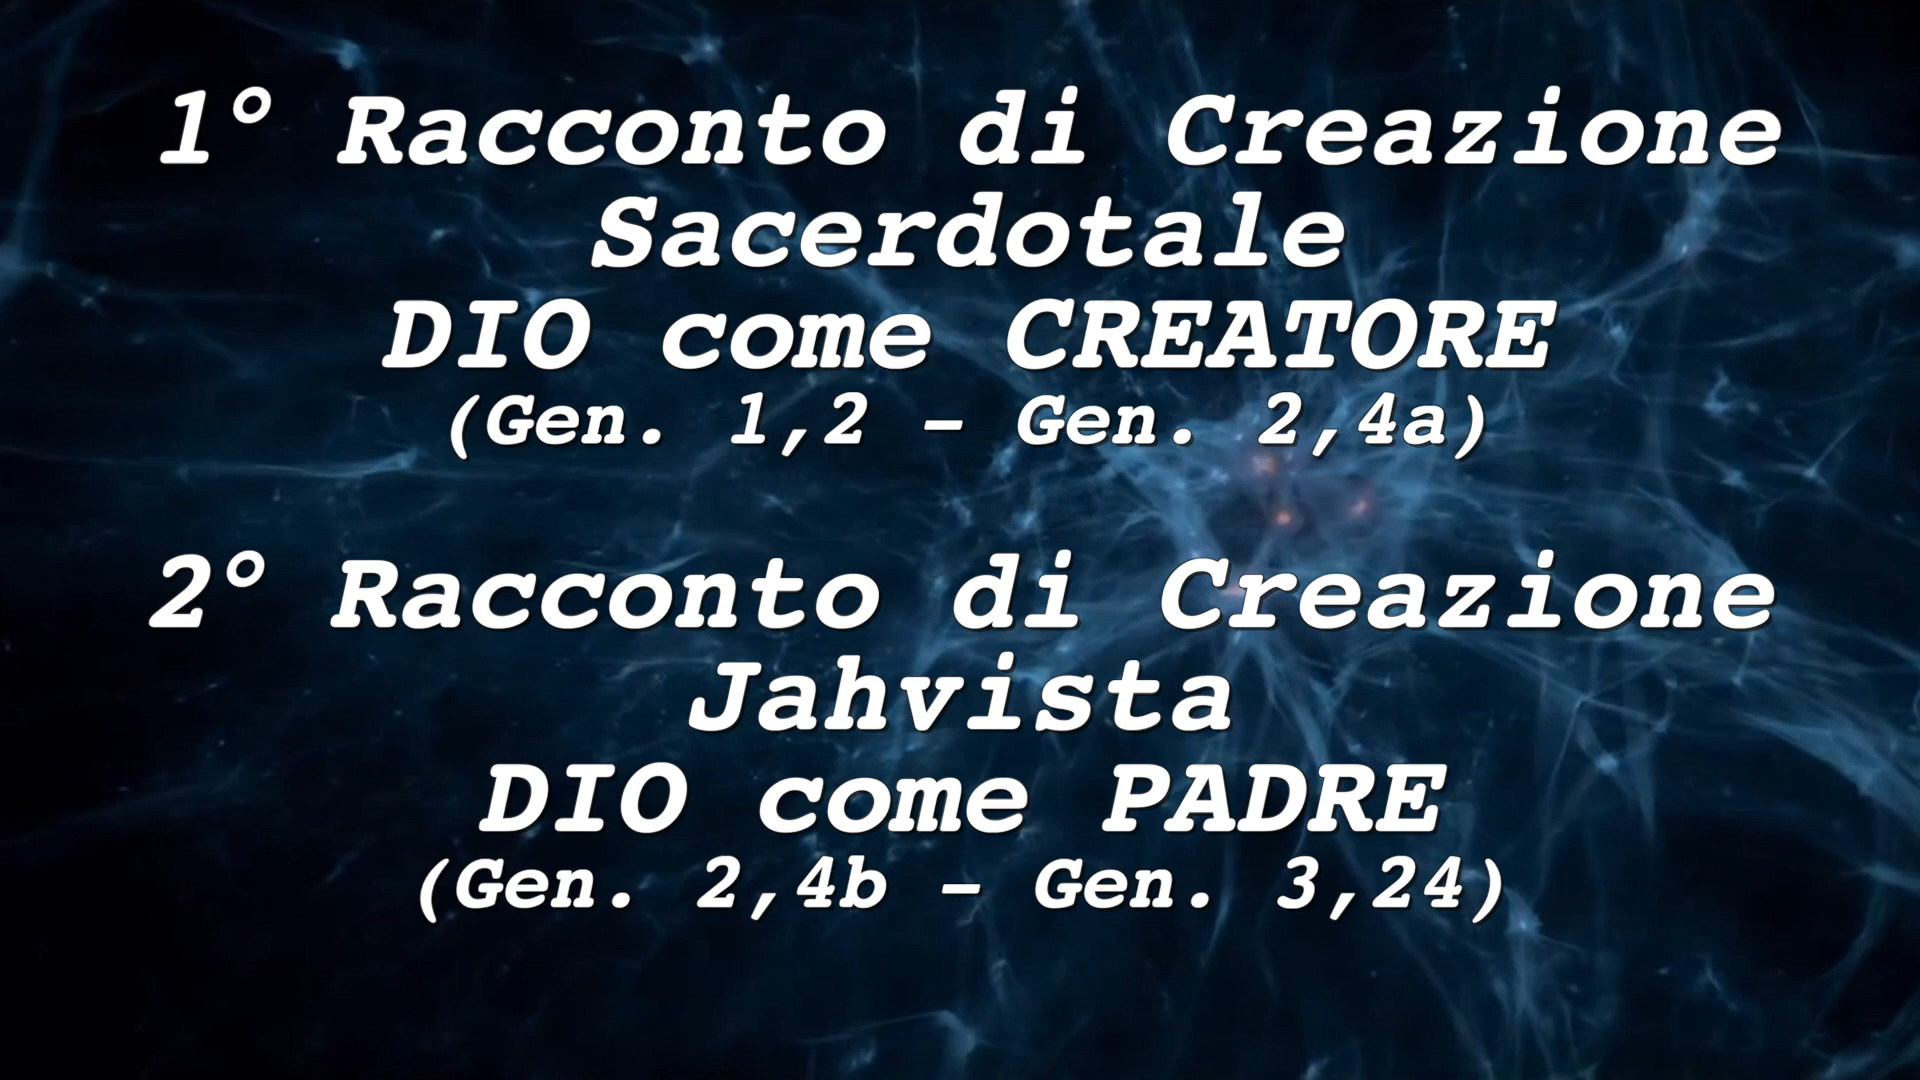 1° Racconto di Creazione
Sacerdotale
DIO come CREATORE
(Gen. 1,2 – Gen. 2,4a)
2° Racconto di Creazione
Jahvista
DIO come PADRE
(Gen. 2,4b – Gen. 3,24)